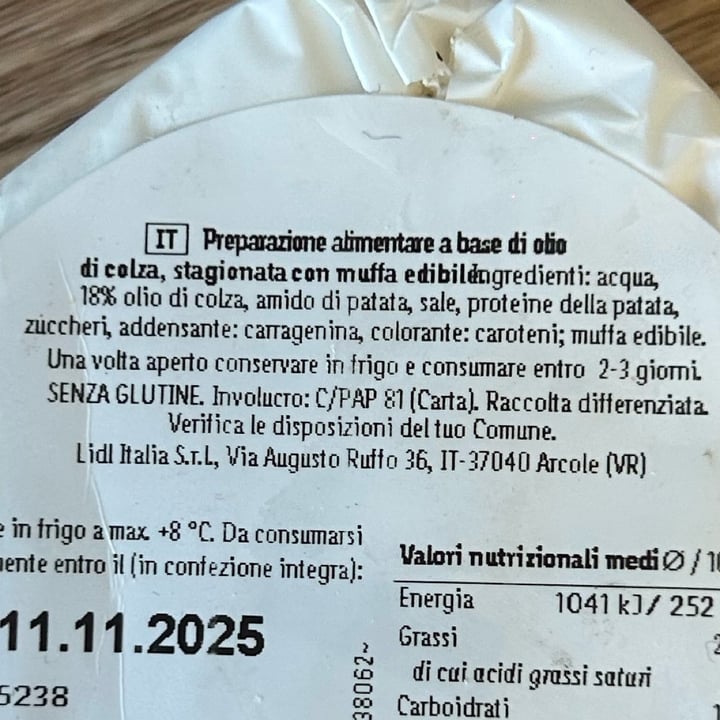 IT Preparazione alimentare a base di olio
di colza, stagionata con muffa edibile. Ingredienti: acqua,
18% olio di colza, amido di patata, sale, proteine della patata,
zuccheri, addensante: carragenina, colorante: caroteni; muffa edibile.
Una volta aperto conservare in frigo e consumare entro 2-3 giorni.
SENZA GLUTINE. Involucro: C/PAP 81 (Carta). Raccolta differenziata.
Verifica le disposizioni del tuo Comune.
Lidl Italia S.r.l., Via Augusto Ruffo 36, IT-37040 Arcole (VR)
in frigo a max. +8 °C. Da consumarsi
entro il (in confezione integra):
11.11.2025
5238
38062
Valori nutrizionali medi Ø /
Energia 1041 kJ/ 252
Grassi
di cui acidi grassi saturi
Carboidrati